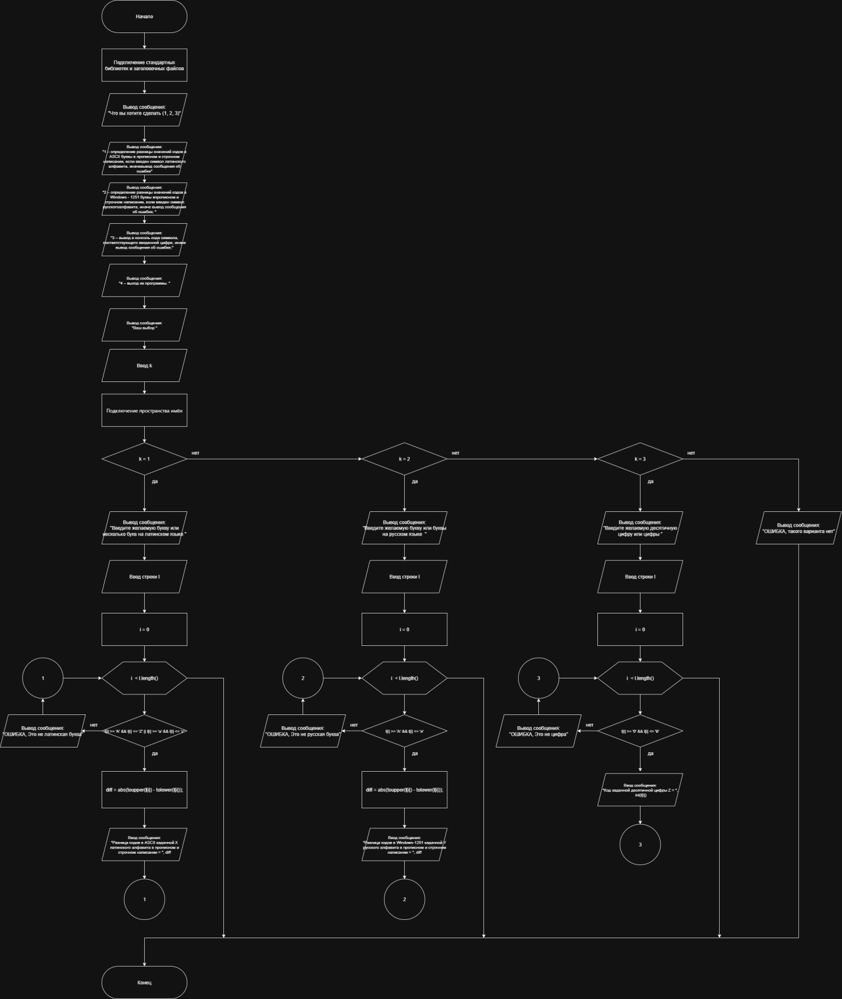 Начало
Подключение стандартных
библиотек и заголовочных файлов
Вывод сообщения:
"Что вы хотите сделать (1, 2, 3)"
Вывод сообщения:
"1 – определение разницы значений кодов в
ASCII буквы в прописном и строчном
написании, если введен символ латинского
алфавита, иначевывод сообщения об
ошибке"
Вывод сообщения:
"2 – определение разницы значений кодов в
Windows - 1251 буквы впрописном и
строчном написании, если введен символ
русскогоалфавита, иначе вывод сообщения
об ошибке; "
Вывод сообщения:
"3 – вывод в консоль кода символа,
соответствующего введенной цифре, иначе
вывод сообщения об ошибке;"
Вывод сообщения:
"4 – выход из программы. "
Вывод сообщения:
"Ваш выбор "
Ввод k
Подключение пространства имён
k = 1
нет
k = 2
нет
k = 3
нет
да
да
да
Вывод сообщения:
"Введите желаемую букву или
несколько букв на латинском языке "
Вывод сообщения:
"Введите желаемую букву или буквы
на русском языке  "
Вывод сообщения:
"Введите желаемую десятичную
цифру или цифры "
Вывод сообщения:
"ОШИБКА, такого варианта нет"
Ввод строки l
Ввод строки l
Ввод строки l
i = 0
i = 0
i = 0
1
i  < l.length()
2
i  < l.length()
3
i  < l.length()
Вывод сообщения:
"ОШИБКА, Это не латинская буква"
нет
l[i] >= 'A' && l[i] <= 'Z' || l[i] >= 'a' && l[i] <= 'z'
Вывод сообщения:
"ОШИБКА, Это не русская буква"
нет
l[i] >= 'А' && l[i] <= 'я'
Вывод сообщения:
"ОШИБКА, Это не цифра"
нет
l[i] >= '0' && l[i] <= '9'
да
да
да
diff = abs(toupper(l[i]) - tolower(l[i]));
diff = abs(toupper(l[i]) - tolower(l[i]));
Ввод сообщения:
"Код заданной десятичной цифры Z = ",
int(l[i])
Ввод сообщения:
"Разница кодов в ASCII заданной X
латинского алфавита в прописном и
строчном написании = ", diff
Ввод сообщения:
"Разница кодов в Windows-1251 заданной Y
русского алфавита в прописном и строчном
написании = ", diff
3
1
2
Конец